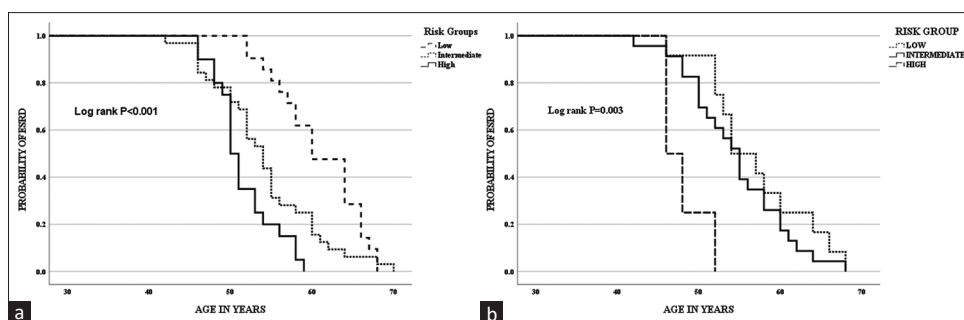 Risk Groups
Low
Intermediate
High
Log rank P<0.001
PROBABILITY OF ESRD
1.0
0.8
0.6
0.4
0.2
0.0
30
40
50
60
70
AGE IN YEARS
a
RISK GROUP
LOW
INTERMEDIATE
HIGH
Log rank P=0.003
PROBABILITY OF ESRD
1.0
0.8
0.6
0.4
0.2
0.0
30
40
50
60
70
AGE IN YEARS
b